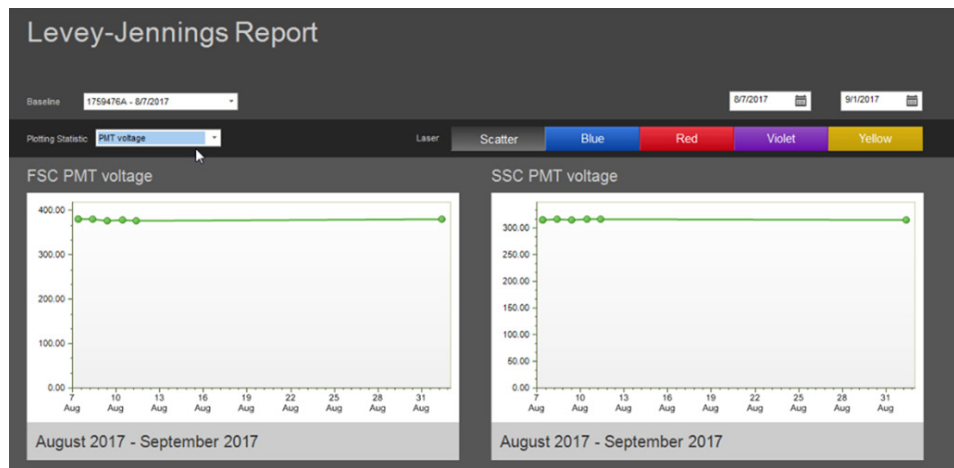 Levey-Jennings Report
Baseline 1759476A - 8/7/2017 8/7/2017 9/1/2017
Plotting Statistic PMT voltage Laser Scatter Blue Red Violet Yellow
FSC PMT voltage
400.00
300.00
200.00
100.00
0.00
7 10 13 16 19 22 25 28 31
Aug Aug Aug Aug Aug Aug Aug Aug Aug
August 2017 - September 2017
SSC PMT voltage
300.00
250.00
200.00
150.00
100.00
50.00
0.00
7 10 13 16 19 22 25 28 31
Aug Aug Aug Aug Aug Aug Aug Aug Aug
August 2017 - September 2017